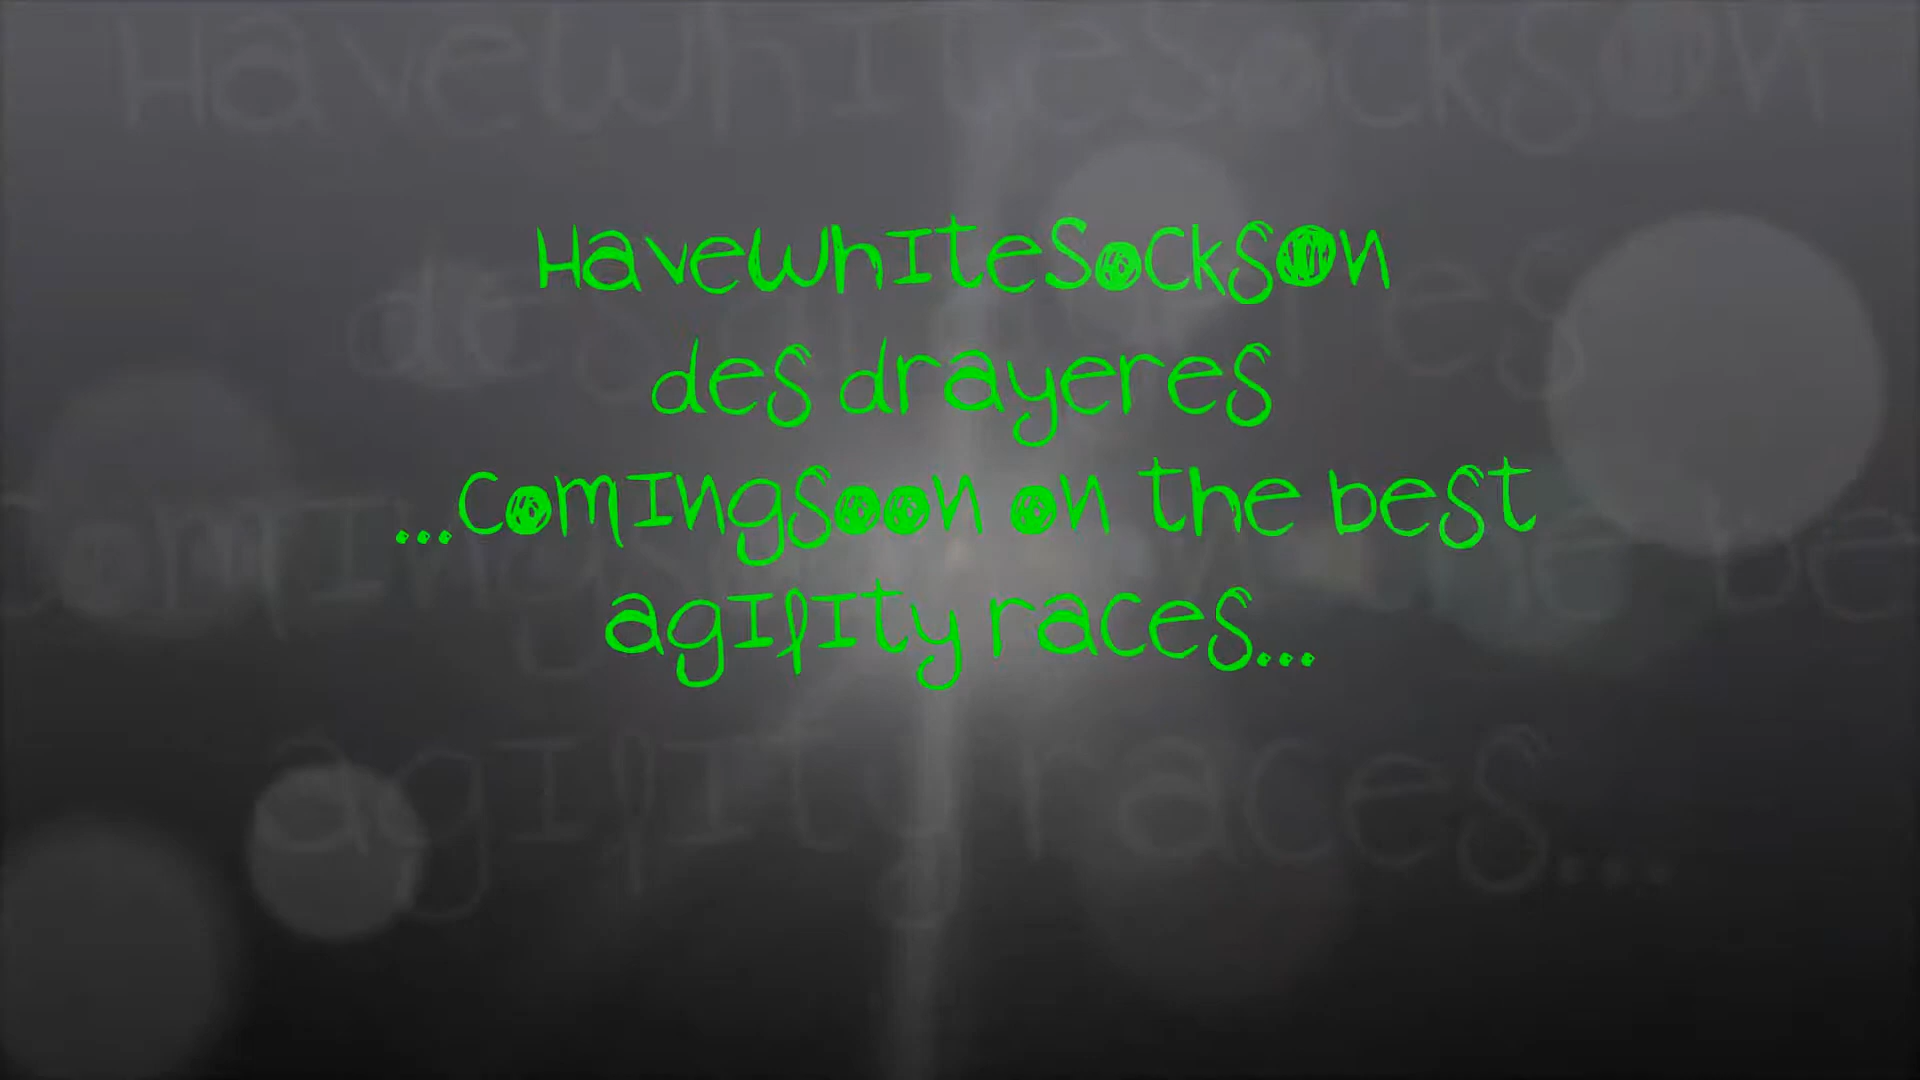 HavewhItesockson
des drayeres
...comIngsoon on the best
agIlIty races...